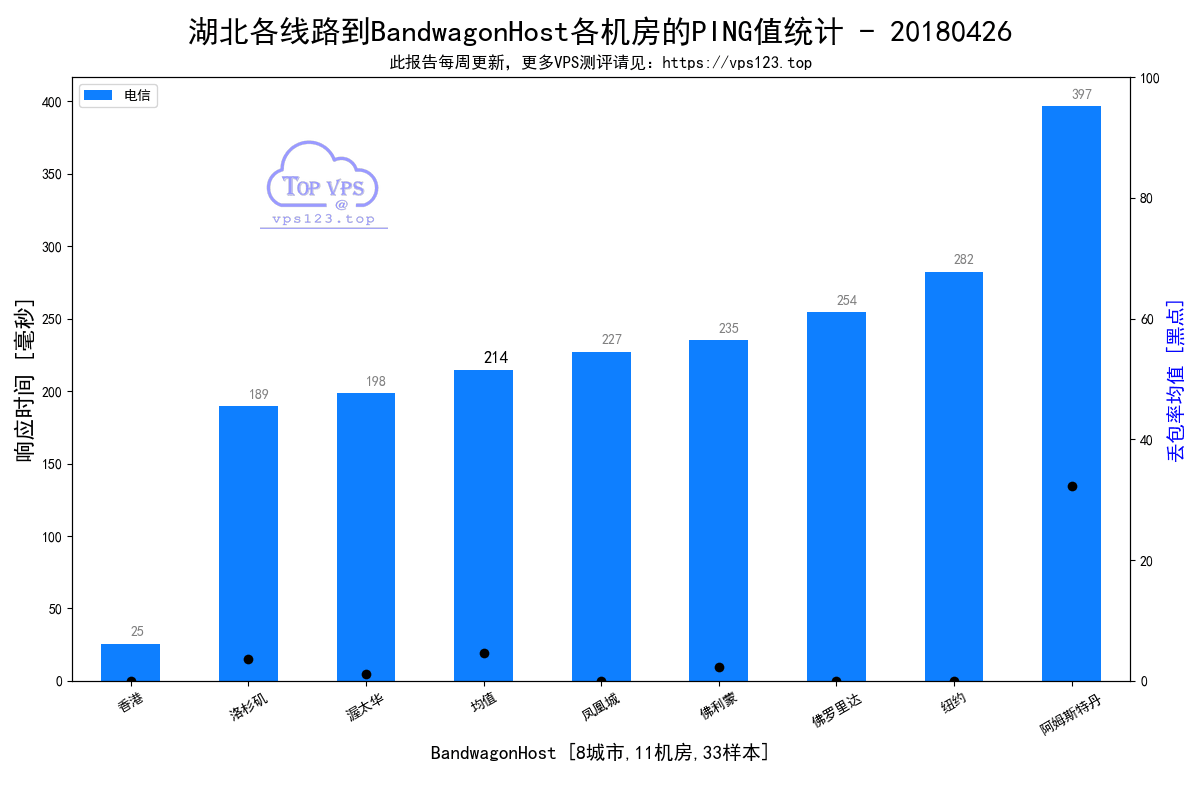 湖北各线路到BandwagonHost各机房的PING值统计 - 20180426
此报告每周更新，更多VPS测评请见：https://vps123.top
电信
TOP VPS
@
vps123.top
响应时间 [毫秒]
400
350
300
250
200
150
100
50
0
25
189
198
214
227
235
254
282
397
100
80
60
40
20
0
丢包率均值 [黑点]
香港
洛杉矶
渥太华
均值
凤凰城
佛利蒙
佛罗里达
纽约
阿姆斯特丹
BandwagonHost [8城市,11机房,33样本]